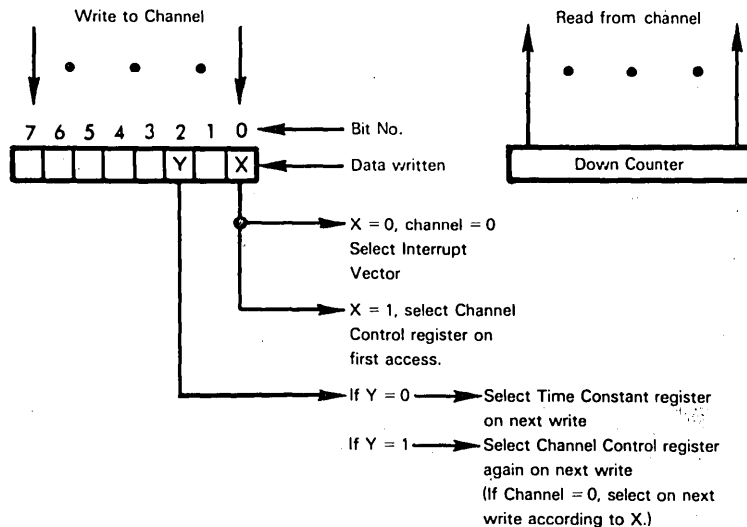 Write to Channel
Read from channel
7 6 5 4 3 2 1 0
Bit No.
Y X
Data written
Down Counter
X = 0, channel = 0
Select Interrupt
Vector
X = 1, select Channel
Control register on
first access.
If Y = 0
Select Time Constant register
on next write
If Y = 1
Select Channel Control register
again on next write
(If Channel = 0, select on next
write according to X.)